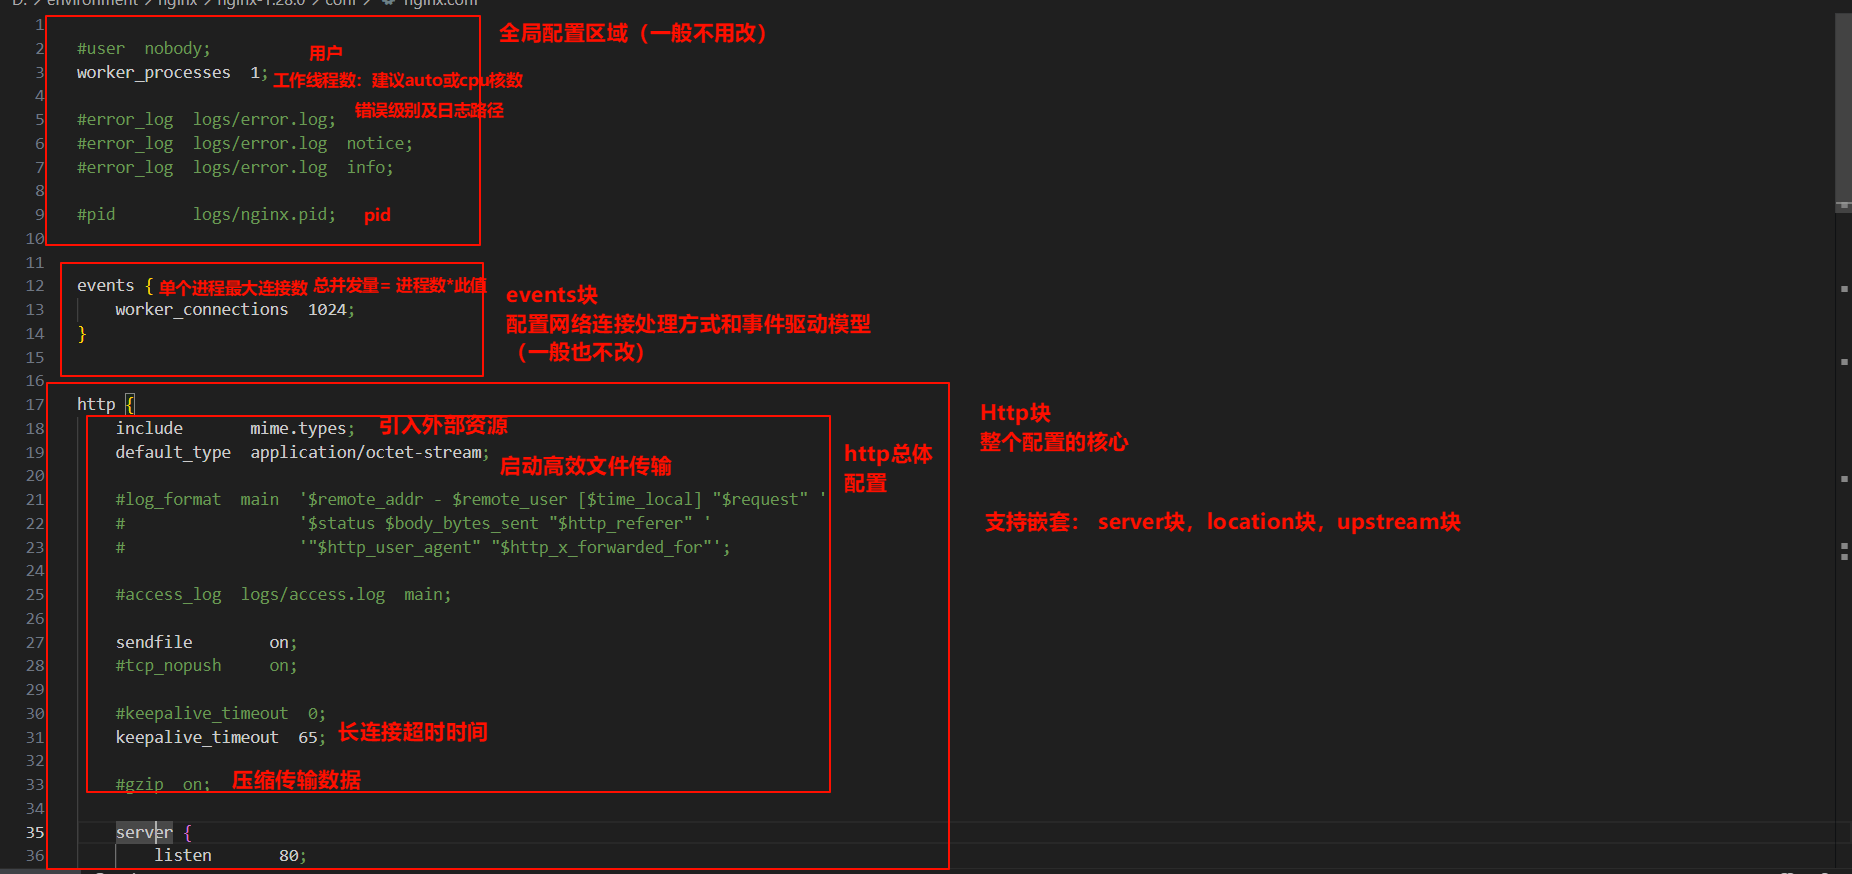 D: > environment > nginx > nginx-1.28.0 > conf > nginx.conf
1
全局配置区域（一般不用改）
2 #user  nobody; 用户
3 worker_processes  1; 工作线程数：建议auto或cpu核数
4
错误级别及日志路径
5 #error_log  logs/error.log;
6 #error_log  logs/error.log  notice;
7 #error_log  logs/error.log  info;
8
9 #pid        logs/nginx.pid; pid
10
11
12 events { 单个进程最大连接数 总并发量= 进程数*此值
events块
13     worker_connections  1024;
配置网络连接处理方式和事件驱动模型
14 }
（一般也不改）
15
16
17 http {
Http块
18     include       mime.types; 引入外部资源
整个配置的核心
19     default_type  application/octet-stream;
http总体
配置
启动高效文件传输
20
21     #log_format  main  '$remote_addr - $remote_user [$time_local] "$request" '
22     #                  '$status $body_bytes_sent "$http_referer" '
支持嵌套： server块，location块，upstream块
23     #                  '"$http_user_agent" "$http_x_forwarded_for"';
24
25     #access_log  logs/access.log  main;
26
27     sendfile        on;
28     #tcp_nopush     on;
29
30     #keepalive_timeout  0;
31     keepalive_timeout  65; 长连接超时时间
32
33     #gzip  on; 压缩传输数据
34
35     server {
36         listen       80;